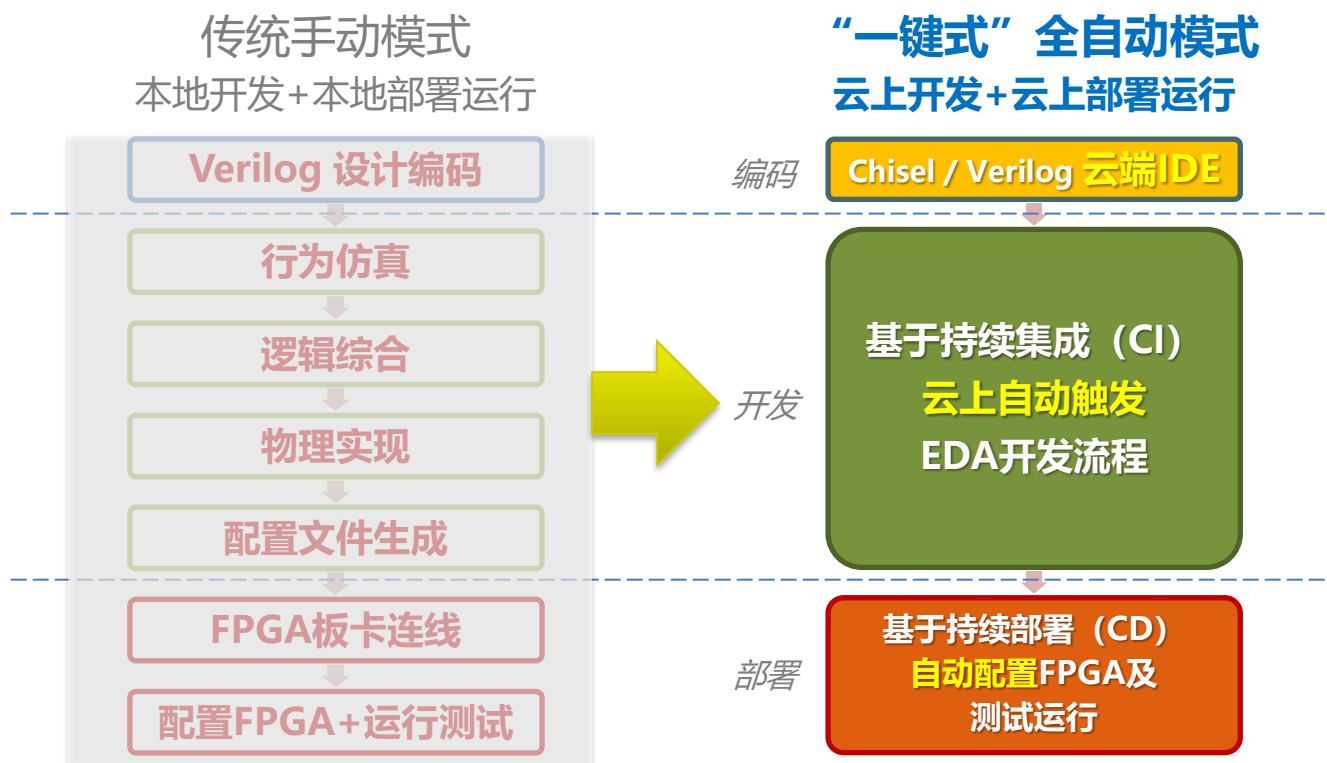 传统手动模式
本地开发+本地部署运行
Verilog 设计编码
行为仿真
逻辑综合
物理实现
配置文件生成
FPGA板卡连线
配置FPGA+运行测试
“一键式”全自动模式
云上开发+云上部署运行
编码
Chisel / Verilog 云端IDE
开发
基于持续集成（CI）
云上自动触发
EDA开发流程
部署
基于持续部署（CD）
自动配置FPGA及
测试运行